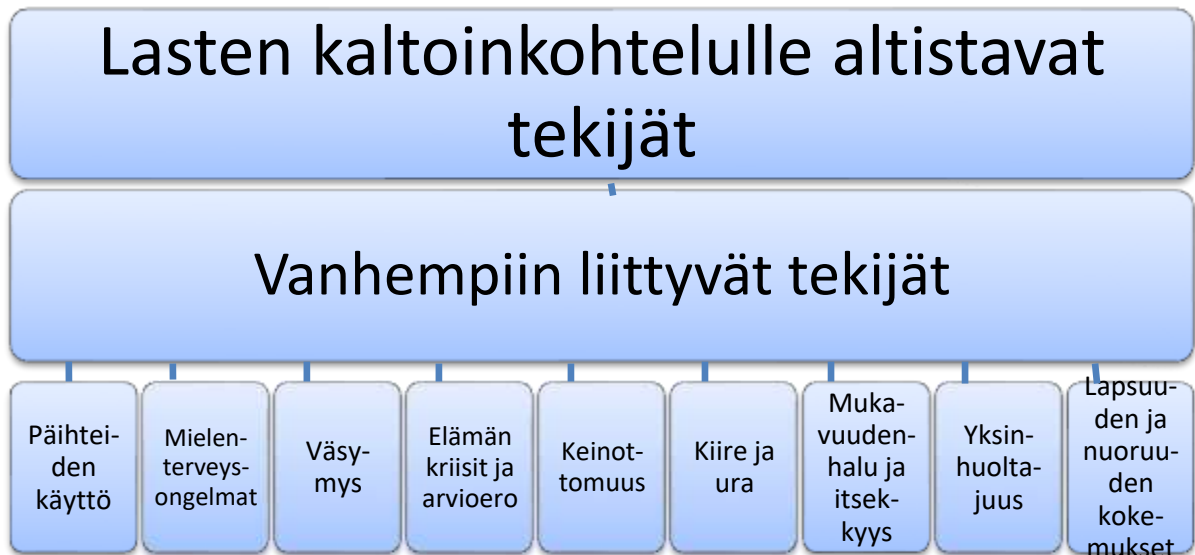 Lasten kaltoinkohtelulle altistavat
tekijät
Vanhempiin liittyvät tekijät
Päihtei-
den
käyttö
Mielen-
terveys-
ongelmat
Väsy-
mys
Elämän
kriisit ja
arvioero
Keinot-
tomuus
Kiire ja
ura
Muka-
vuuden-
halu ja
itsek-
kyys
Yksin-
huolta-
juus
Lapsuu-
den ja
nuoruu-
den
koke-
mukset